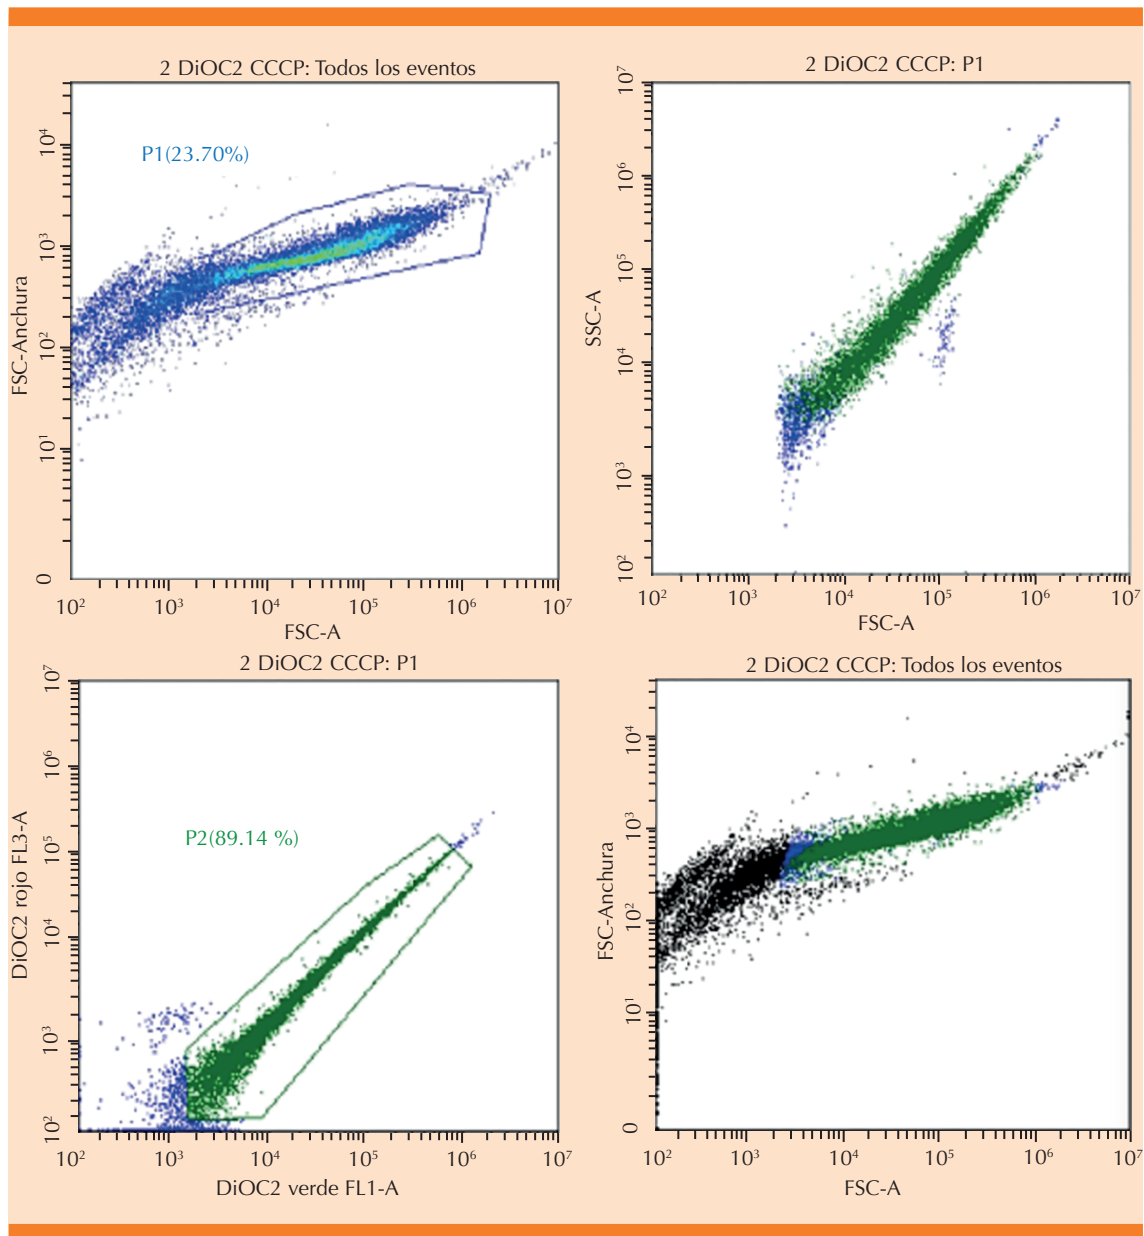 2 DiOC2 CCCP: Todos los eventos
P1(23.70%)
FSC-Anchura
10⁴
10³
10²
10¹
0
10² 10³ 10⁴ 10⁵ 10⁶ 10⁷
FSC-A
2 DiOC2 CCCP: P1
SSC-A
10⁷
10⁶
10⁵
10⁴
10³
10²
10² 10³ 10⁴ 10⁵ 10⁶ 10⁷
FSC-A
2 DiOC2 CCCP: P1
P2(89.14 %)
DiOC2 rojo FL3-A
10⁷
10⁶
10⁵
10⁴
10³
10²
10² 10³ 10⁴ 10⁵ 10⁶ 10⁷
DiOC2 verde FL1-A
2 DiOC2 CCCP: Todos los eventos
FSC-Anchura
10⁴
10³
10²
10¹
0
10² 10³ 10⁴ 10⁵ 10⁶ 10⁷
FSC-A